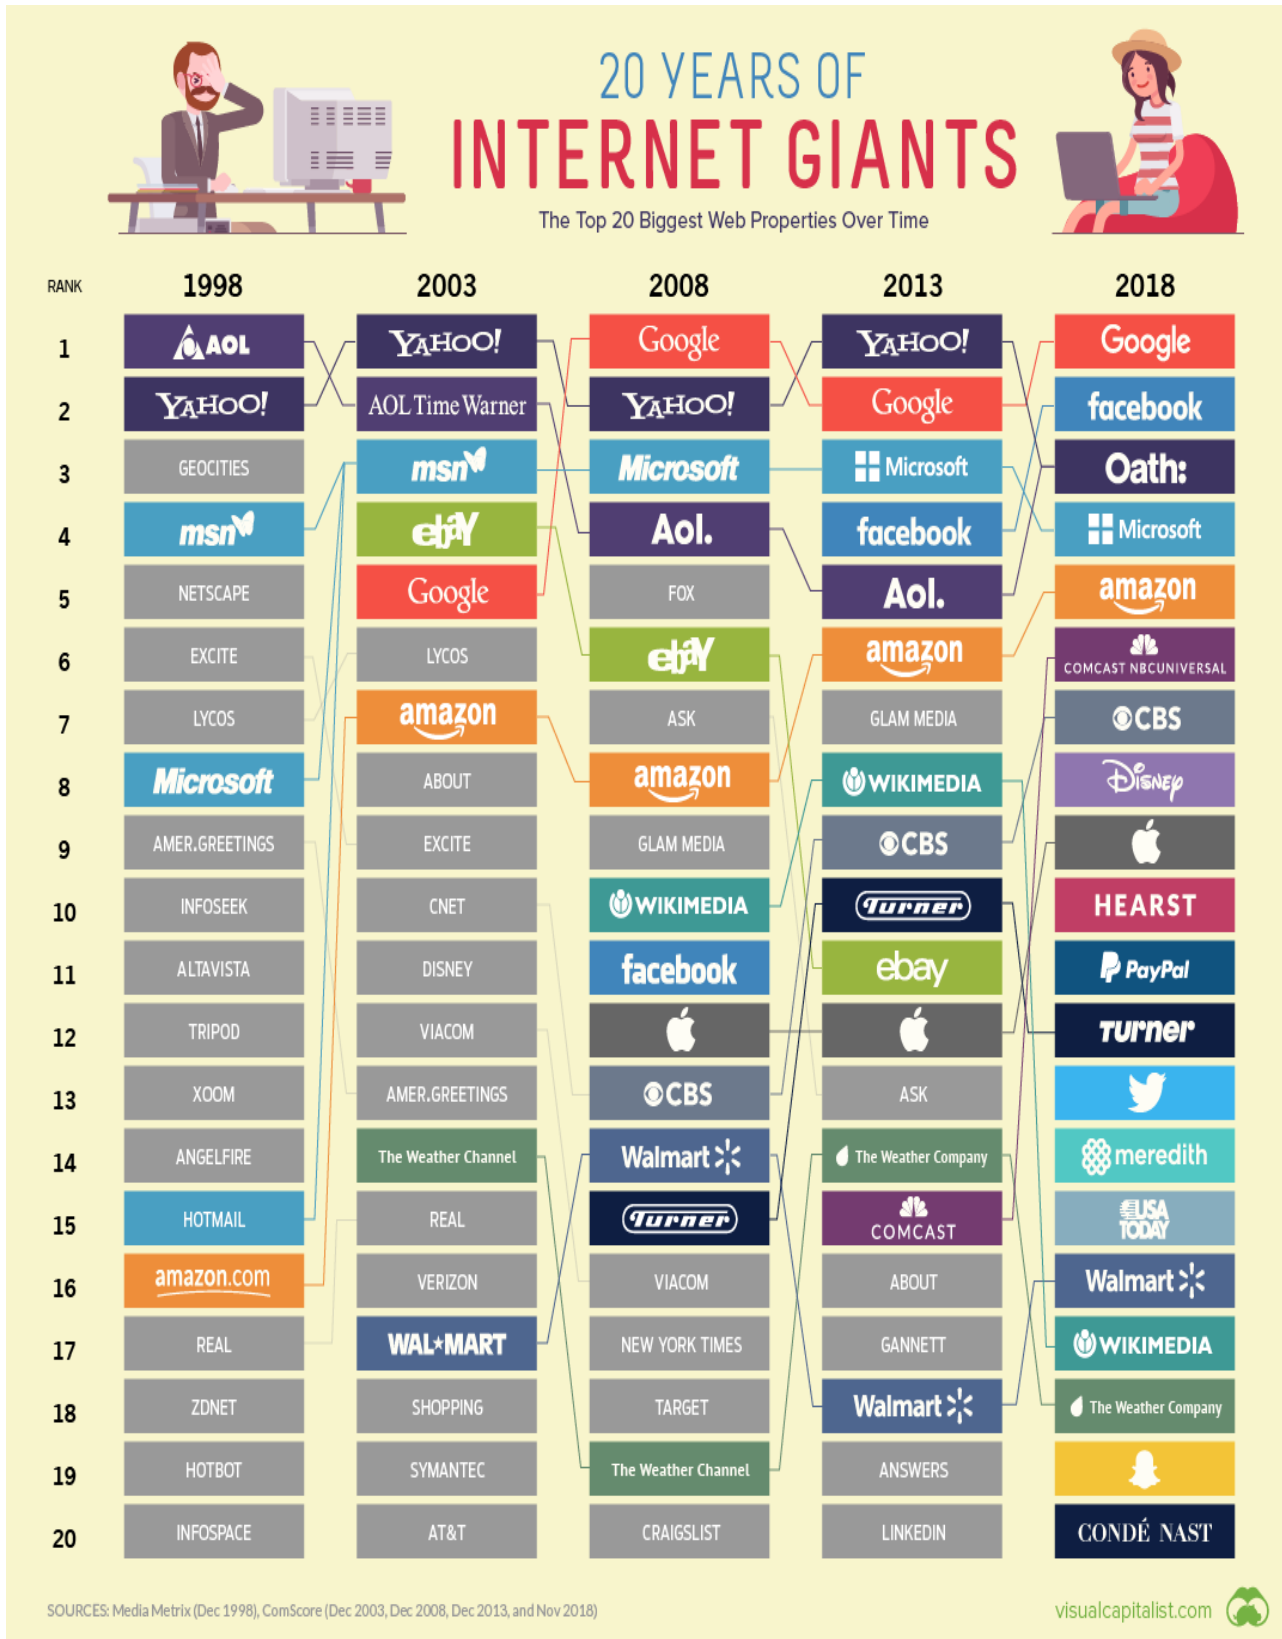 20 YEARS OF
INTERNET GIANTS
The Top 20 Biggest Web Properties Over Time
RANK 1998 2003 2008 2013 2018
1 AOL YAHOO! Google YAHOO! Google
2 YAHOO! AOL Time Warner YAHOO! Google facebook
3 GEOCITIES msn Microsoft Microsoft Oath:
4 msn ebaY Aol. facebook Microsoft
5 NETSCAPE Google FOX Aol. amazon
6 EXCITE LYCOS ebaY amazon COMCAST NBCUNIVERSAL
7 LYCOS amazon ASK GLAM MEDIA CBS
8 Microsoft ABOUT amazon WIKIMEDIA DISNEP
9 AMER.GREETINGS EXCITE GLAM MEDIA CBS
10 INFOSEEK CNET WIKIMEDIA Turner HEARST
11 ALTAVISTA DISNEY facebook ebay PayPal
12 TRIPOD VIACOM Turner
13 XOOM AMER.GREETINGS CBS ASK
14 ANGELFIRE The Weather Channel Walmart The Weather Company meredith
15 HOTMAIL REAL Turner COMCAST USA TODAY
16 amazon.com VERIZON VIACOM ABOUT Walmart
17 REAL WAL★MART NEW YORK TIMES GANNETT WIKIMEDIA
18 ZDNET SHOPPING TARGET Walmart The Weather Company
19 HOTBOT SYMANTEC The Weather Channel ANSWERS
20 INFOSPACE AT&T CRAIGSLIST LINKEDIN CONDÉ NAST
SOURCES: Media Metrix (Dec 1998), ComScore (Dec 2003, Dec 2008, Dec 2013, and Nov 2018)
visualcapitalist.com